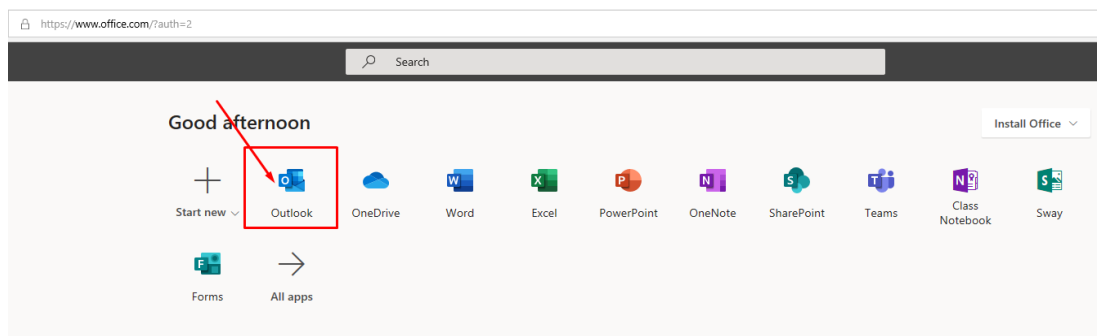 https://www.office.com/?auth=2
Search
Good afternoon
Install Office
Start new
Outlook
OneDrive
Word
Excel
PowerPoint
OneNote
SharePoint
Teams
Class
Notebook
Sway
Forms
All apps